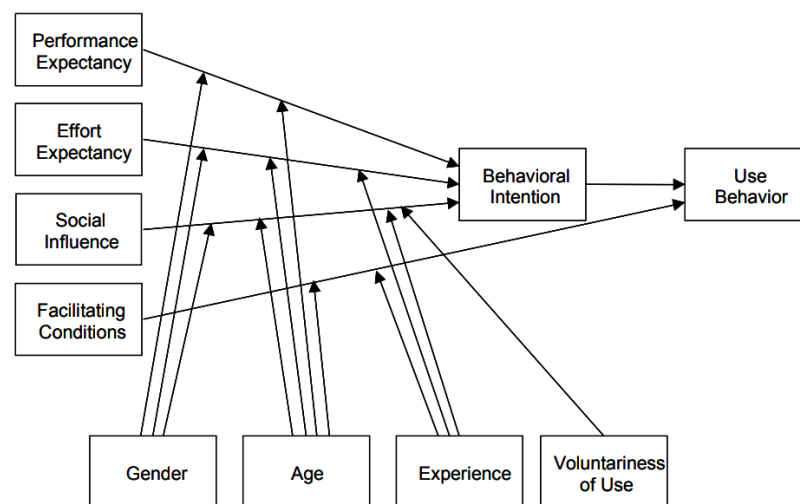 Performance
Expectancy
Effort
Expectancy
Social
Influence
Facilitating
Conditions
Behavioral
Intention
Use
Behavior
Gender
Age
Experience
Voluntariness
of Use